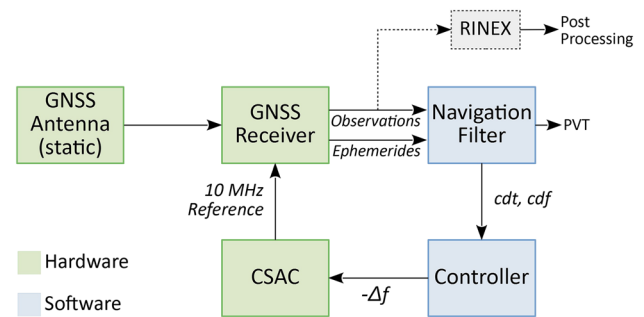 RINEX
Post
Processing
GNSS
Antenna
(static)
GNSS
Receiver
Observations
Ephemerides
Navigation
Filter
PVT
10 MHz
Reference
cdt, cdf
CSAC
-Δf
Controller
Hardware
Software